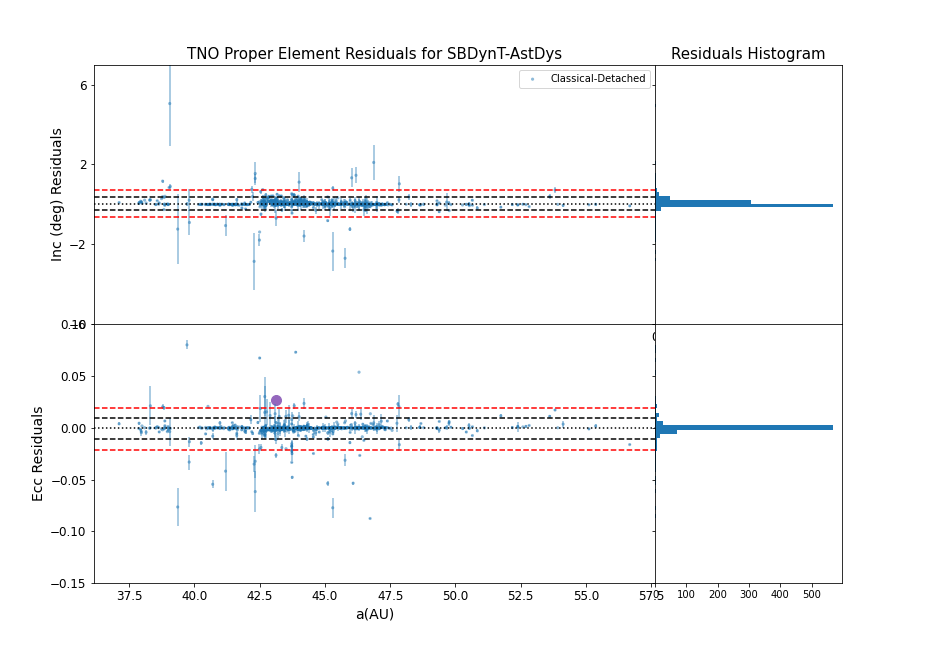 TNO Proper Element Residuals for SBDynT-AstDys
Residuals Histogram
Classical-Detached
Inc (deg) Residuals
6
2
−2
−6
Ecc Residuals
0.10
0.05
0.00
−0.05
−0.10
−0.15
37.5 40.0 42.5 45.0 47.5 50.0 52.5 55.0 57.5
100 200 300 400 500
a(AU)